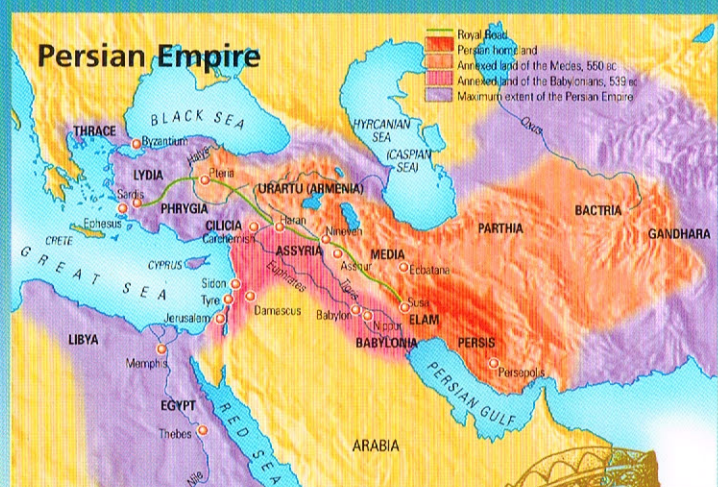 Persian Empire
Royal Road
Persian homeland
Annexed land of the Medes, 550 BC
Annexed land of the Babylonians, 539 BC
Maximum extent of the Persian Empire
BLACK SEA
HYRCANIAN
SEA
(CASPIAN
SEA)
Oxus
THRACE
Byzantium
LYDIA
Halys
Pteria
Sardis
PHRYGIA
URARTU (ARMENIA)
Ephesus
CILICIA
Carchemish
Haran
Nineveh
ASSYRIA
Asshur
MEDIA
Ecbatana
PARTHIA
BACTRIA
GANDHARA
CRETE
CYPRUS
GREAT SEA
Euphrates
Tigris
Sidon
Tyre
Damascus
Jerusalem
Babylon
Nippur
BABYLONIA
Susa
ELAM
PERSIS
Persepolis
PERSIAN GULF
LIBYA
Memphis
EGYPT
Thebes
Nile
RED SEA
ARABIA